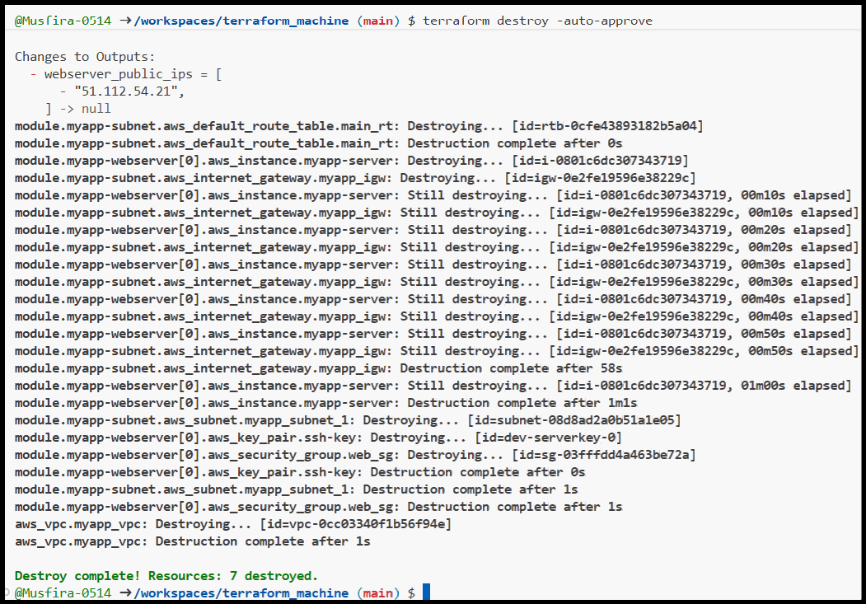 @Musfira-0514 →/workspaces/terraform_machine (main) $ terraform destroy -auto-approve
Changes to Outputs:
- webserver_public_ips = [
- "51.112.54.21",
] -> null
module.myapp-subnet.aws_default_route_table.main_rt: Destroying... [id=rtb-0cfe43893182b5a04]
module.myapp-subnet.aws_default_route_table.main_rt: Destruction complete after 0s
module.myapp-webserver[0].aws_instance.myapp-server: Destroying... [id=i-0801c6dc307343719]
module.myapp-subnet.aws_internet_gateway.myapp_igw: Destroying... [id=igw-0e2fe19596e38229c]
module.myapp-webserver[0].aws_instance.myapp-server: Still destroying... [id=i-0801c6dc307343719, 00m10s elapsed]
module.myapp-subnet.aws_internet_gateway.myapp_igw: Still destroying... [id=igw-0e2fe19596e38229c, 00m10s elapsed]
module.myapp-webserver[0].aws_instance.myapp-server: Still destroying... [id=i-0801c6dc307343719, 00m20s elapsed]
module.myapp-subnet.aws_internet_gateway.myapp_igw: Still destroying... [id=igw-0e2fe19596e38229c, 00m20s elapsed]
module.myapp-webserver[0].aws_instance.myapp-server: Still destroying... [id=i-0801c6dc307343719, 00m30s elapsed]
module.myapp-subnet.aws_internet_gateway.myapp_igw: Still destroying... [id=igw-0e2fe19596e38229c, 00m30s elapsed]
module.myapp-webserver[0].aws_instance.myapp-server: Still destroying... [id=i-0801c6dc307343719, 00m40s elapsed]
module.myapp-subnet.aws_internet_gateway.myapp_igw: Still destroying... [id=igw-0e2fe19596e38229c, 00m40s elapsed]
module.myapp-webserver[0].aws_instance.myapp-server: Still destroying... [id=i-0801c6dc307343719, 00m50s elapsed]
module.myapp-subnet.aws_internet_gateway.myapp_igw: Still destroying... [id=igw-0e2fe19596e38229c, 00m50s elapsed]
module.myapp-subnet.aws_internet_gateway.myapp_igw: Destruction complete after 58s
module.myapp-webserver[0].aws_instance.myapp-server: Still destroying... [id=i-0801c6dc307343719, 01m00s elapsed]
module.myapp-webserver[0].aws_instance.myapp-server: Destruction complete after 1m1s
module.myapp-subnet.aws_subnet.myapp_subnet_1: Destroying... [id=subnet-08d8ad2a0b51a1e05]
module.myapp-webserver[0].aws_key_pair.ssh-key: Destroying... [id=dev-serverkey-0]
module.myapp-webserver[0].aws_security_group.web_sg: Destroying... [id=sg-03fffdd4a463be72a]
module.myapp-webserver[0].aws_key_pair.ssh-key: Destruction complete after 0s
module.myapp-subnet.aws_subnet.myapp_subnet_1: Destruction complete after 1s
module.myapp-webserver[0].aws_security_group.web_sg: Destruction complete after 1s
aws_vpc.myapp_vpc: Destroying... [id=vpc-0cc03340f1b56f94e]
aws_vpc.myapp_vpc: Destruction complete after 1s
Destroy complete! Resources: 7 destroyed.
@Musfira-0514 →/workspaces/terraform_machine (main) $